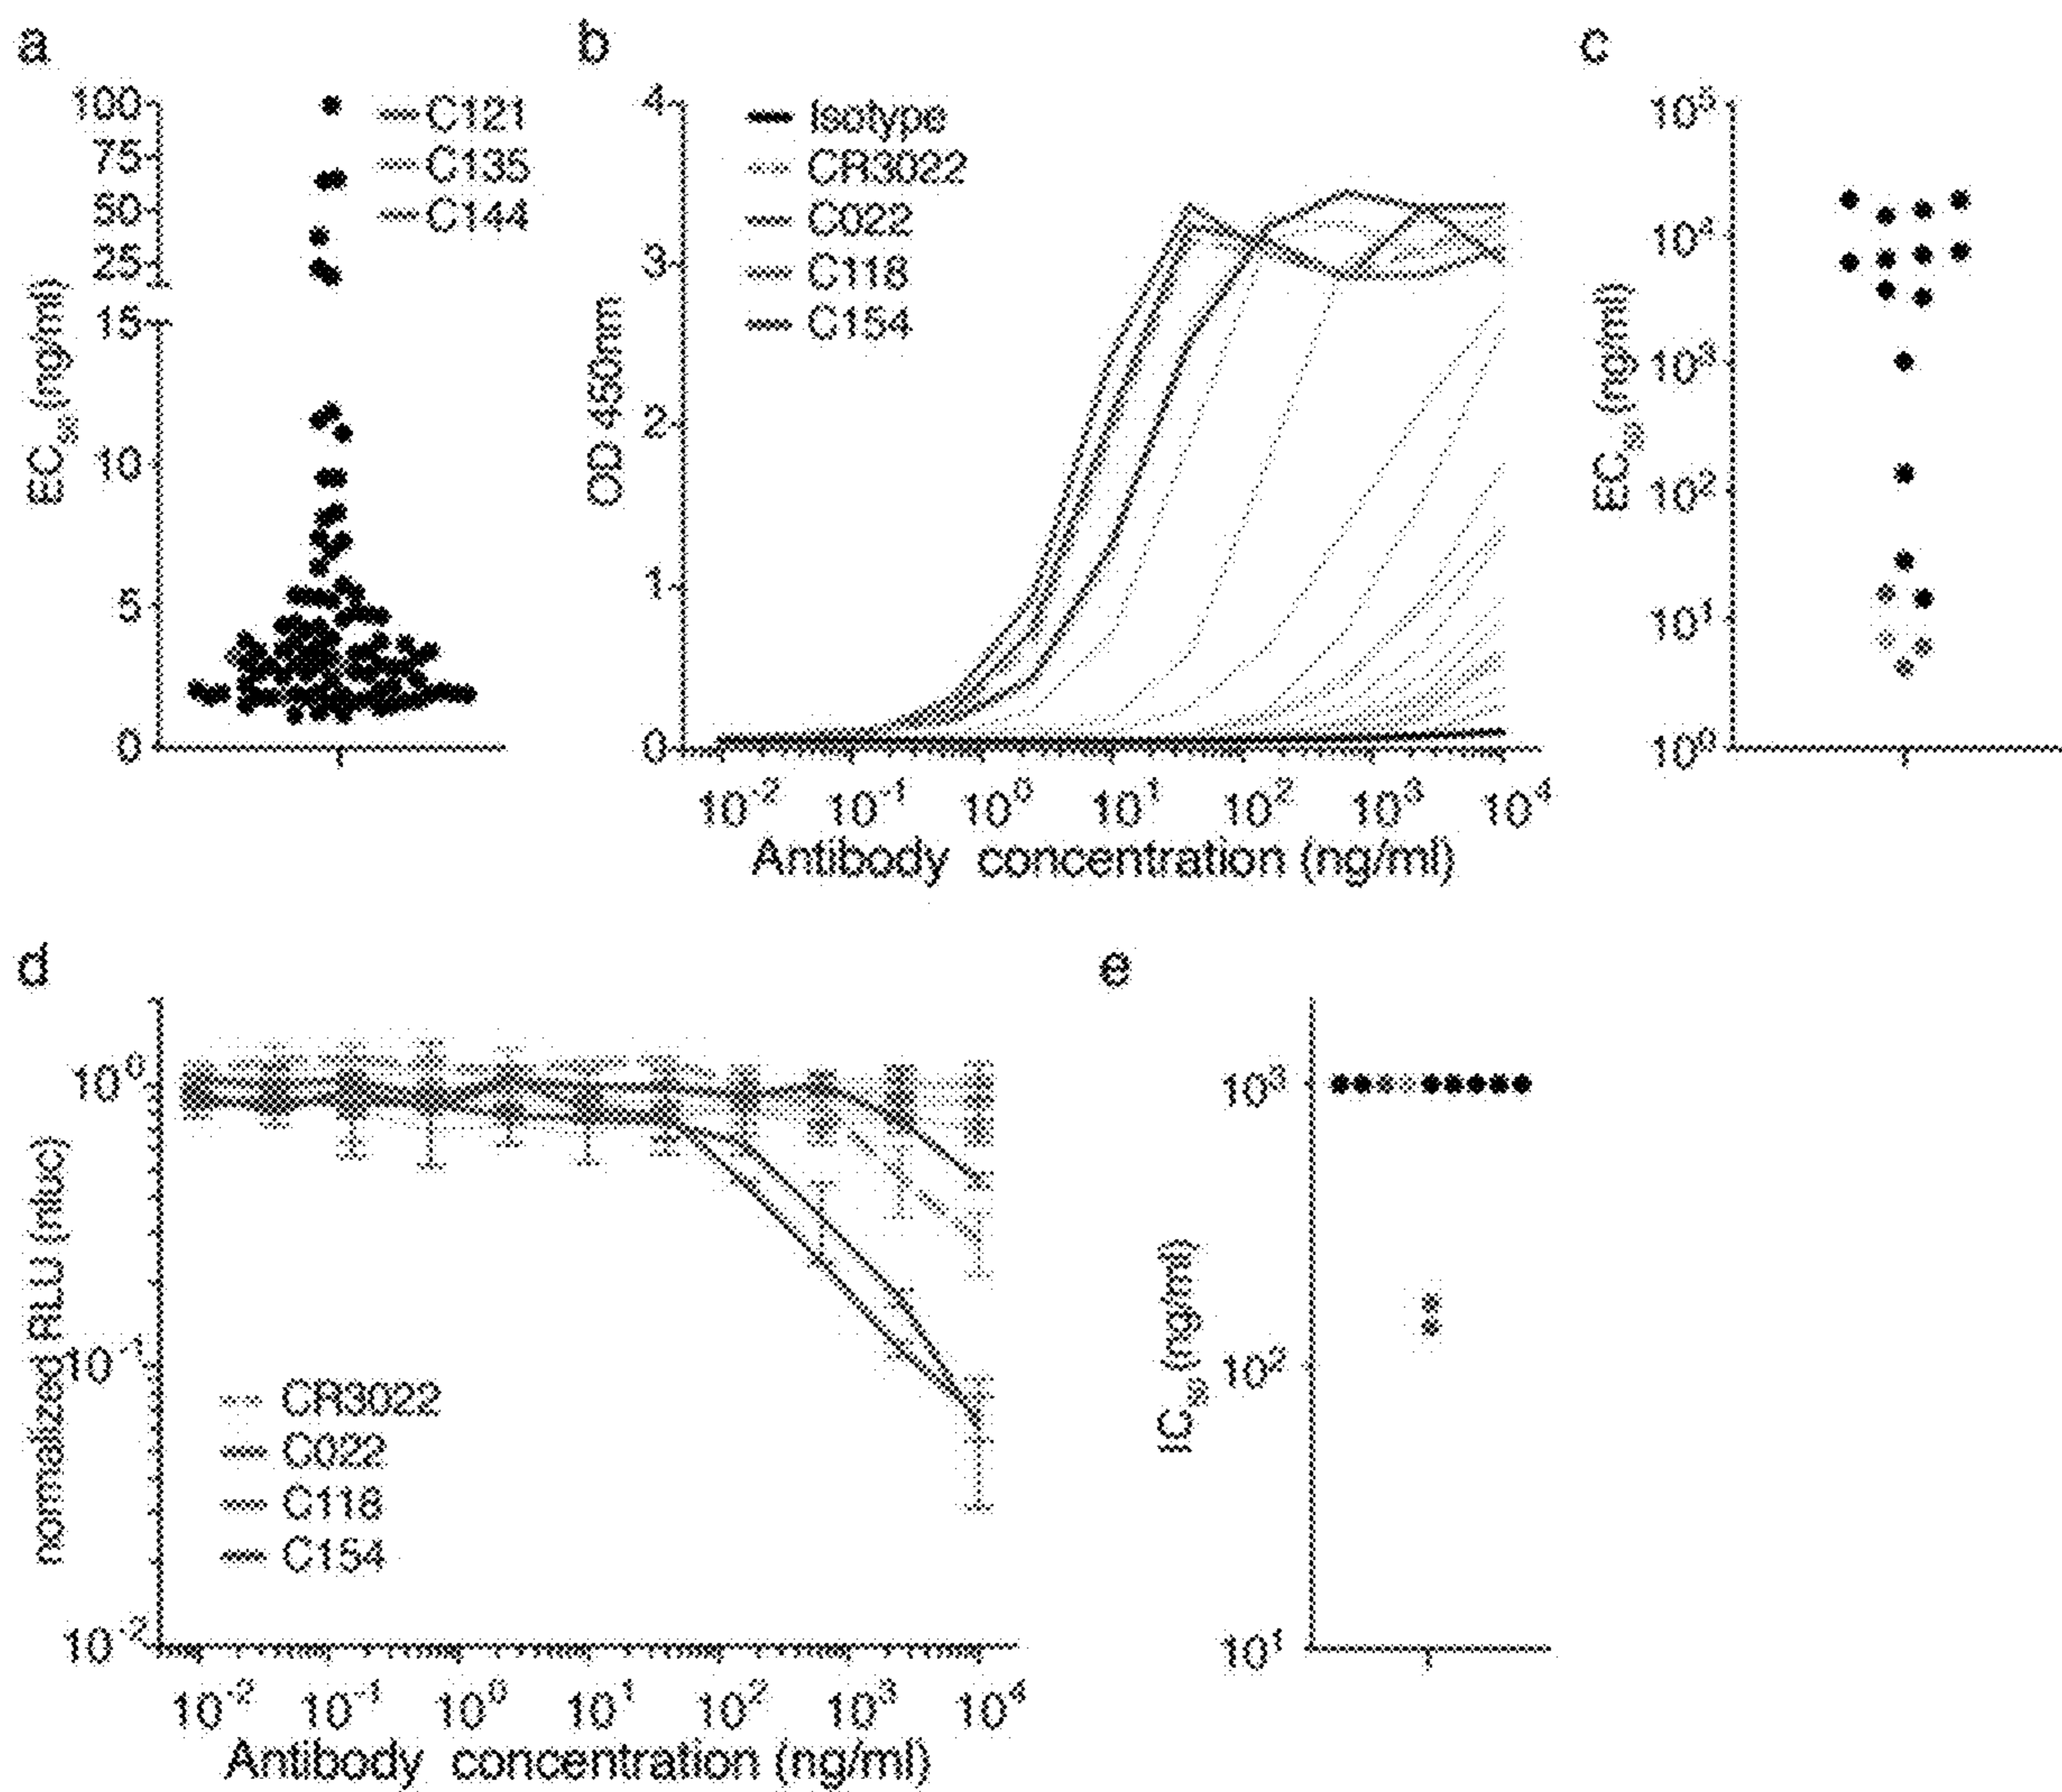 a
100
75
50
25
15
10
5
0
EC₅₀ (ng/ml)
C121
C135
C144
b
4
3
2
1
0
OD 450nm
Isotype
CR3022
C022
C118
C154
10⁻² 10⁻¹ 10⁰ 10¹ 10² 10³ 10⁴
Antibody concentration (ng/ml)
c
10⁵
10⁴
10³
10²
10¹
10⁰
EC₅₀ (ng/ml)
d
10⁰
10⁻¹
10⁻²
normalized RLU (nluc)
CR3022
C022
C118
C154
10⁻² 10⁻¹ 10⁰ 10¹ 10² 10³ 10⁴
Antibody concentration (ng/ml)
e
10³
10²
10¹
IC₅₀ (ng/ml)